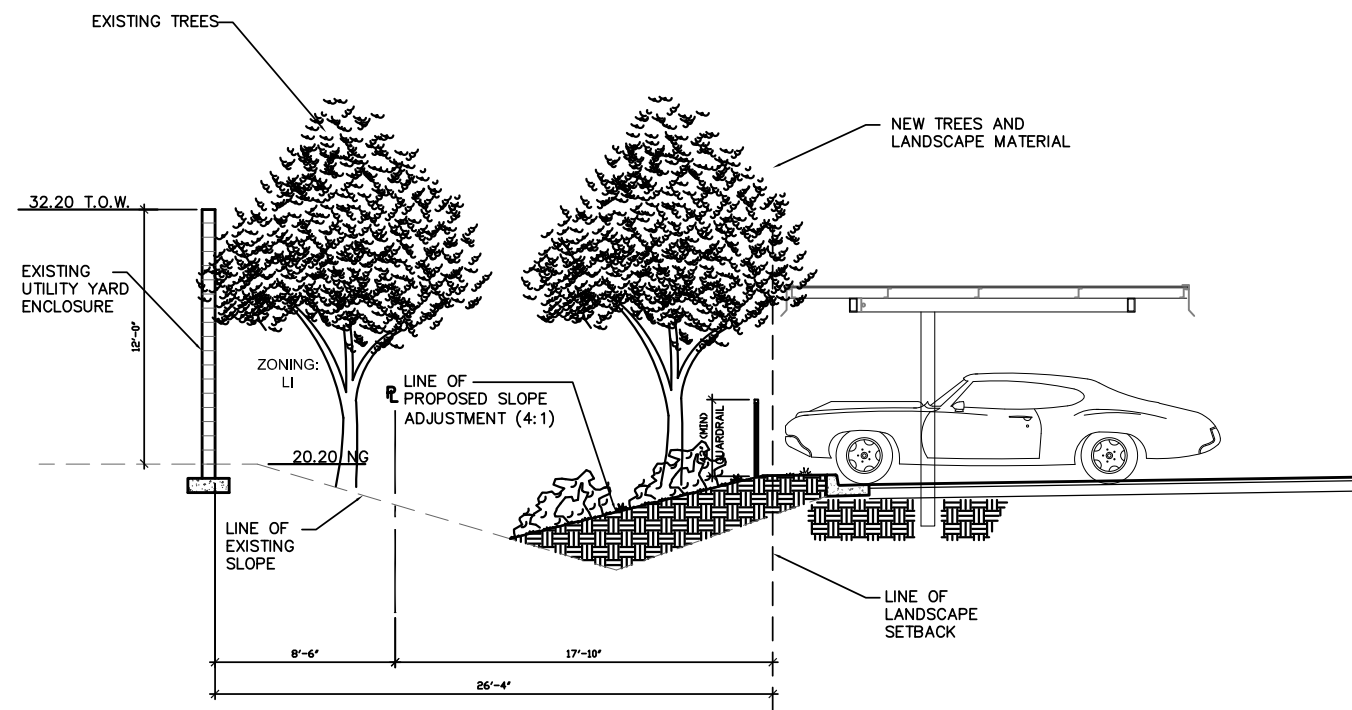 EXISTING TREES
NEW TREES AND
LANDSCAPE MATERIAL
32.20 T.O.W.
EXISTING
UTILITY YARD
ENCLOSURE
12'-0"
ZONING:
LI
PL
LINE OF
PROPOSED SLOPE
ADJUSTMENT (4:1)
(MIN)
GUARDRAIL
20.20 NG
LINE OF
EXISTING
SLOPE
LINE OF
LANDSCAPE
SETBACK
8'-6"
17'-10"
26'-4"